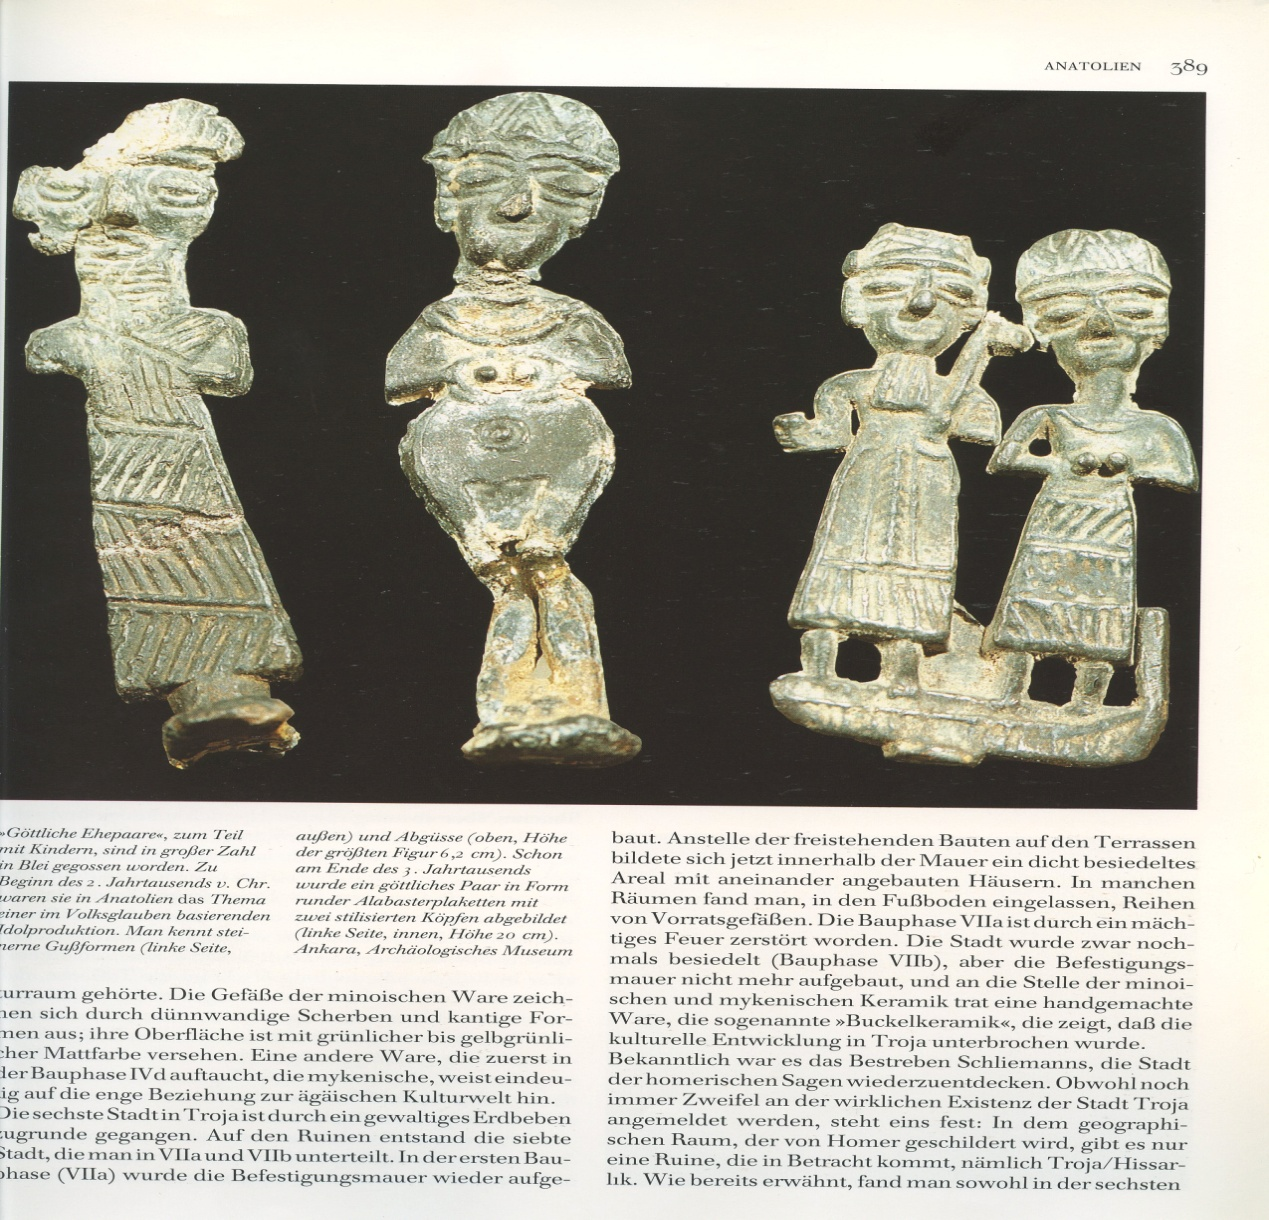 ANATOLIEN 389
»Göttliche Ehepaare«, zum Teil
mit Kindern, sind in großer Zahl
in Blei gegossen worden. Zu
Beginn des 2. Jahrtausends v. Chr.
waren sie in Anatolien das Thema
einer im Volksglauben basierenden
Idolproduktion. Man kennt stei-
nerne Gußformen (linke Seite,
außen) und Abgüsse (oben, Höhe
der größten Figur 6,2 cm). Schon
am Ende des 3. Jahrtausends
wurde ein göttliches Paar in Form
runder Alabasterplaketten mit
zwei stilisierten Köpfen abgebildet
(linke Seite, innen, Höhe 20 cm).
Ankara, Archäologisches Museum
turraum gehörte. Die Gefäße der minoischen Ware zeich-
nen sich durch dünnwandige Scherben und kantige For-
men aus; ihre Oberfläche ist mit grünlicher bis gelbgrünli-
cher Mattfarbe versehen. Eine andere Ware, die zuerst in
der Bauphase IVd auftaucht, die mykenische, weist eindeu-
tig auf die enge Beziehung zur ägäischen Kulturwelt hin.
Die sechste Stadt in Troja ist durch ein gewaltiges Erdbeben
zugrunde gegangen. Auf den Ruinen entstand die siebte
Stadt, die man in VIIa und VIIb unterteilt. In der ersten Bau-
phase (VIIa) wurde die Befestigungsmauer wieder aufge-
baut. Anstelle der freistehenden Bauten auf den Terrassen
bildete sich jetzt innerhalb der Mauer ein dicht besiedeltes
Areal mit aneinander angebauten Häusern. In manchen
Räumen fand man, in den Fußboden eingelassen, Reihen
von Vorratsgefäßen. Die Bauphase VIIa ist durch ein mäch-
tiges Feuer zerstört worden. Die Stadt wurde zwar noch-
mals besiedelt (Bauphase VIIb), aber die Befestigungs-
mauer nicht mehr aufgebaut, und an die Stelle der minoi-
schen und mykenischen Keramik trat eine handgemachte
Ware, die sogenannte »Buckelkeramik«, die zeigt, daß die
kulturelle Entwicklung in Troja unterbrochen wurde.
Bekanntlich war es das Bestreben Schliemanns, die Stadt
der homerischen Sagen wiederzuentdecken. Obwohl noch
immer Zweifel an der wirklichen Existenz der Stadt Troja
angemeldet werden, steht eins fest: In dem geographi-
schen Raum, der von Homer geschildert wird, gibt es nur
eine Ruine, die in Betracht kommt, nämlich Troja/Hissar-
lık. Wie bereits erwähnt, fand man sowohl in der sechsten